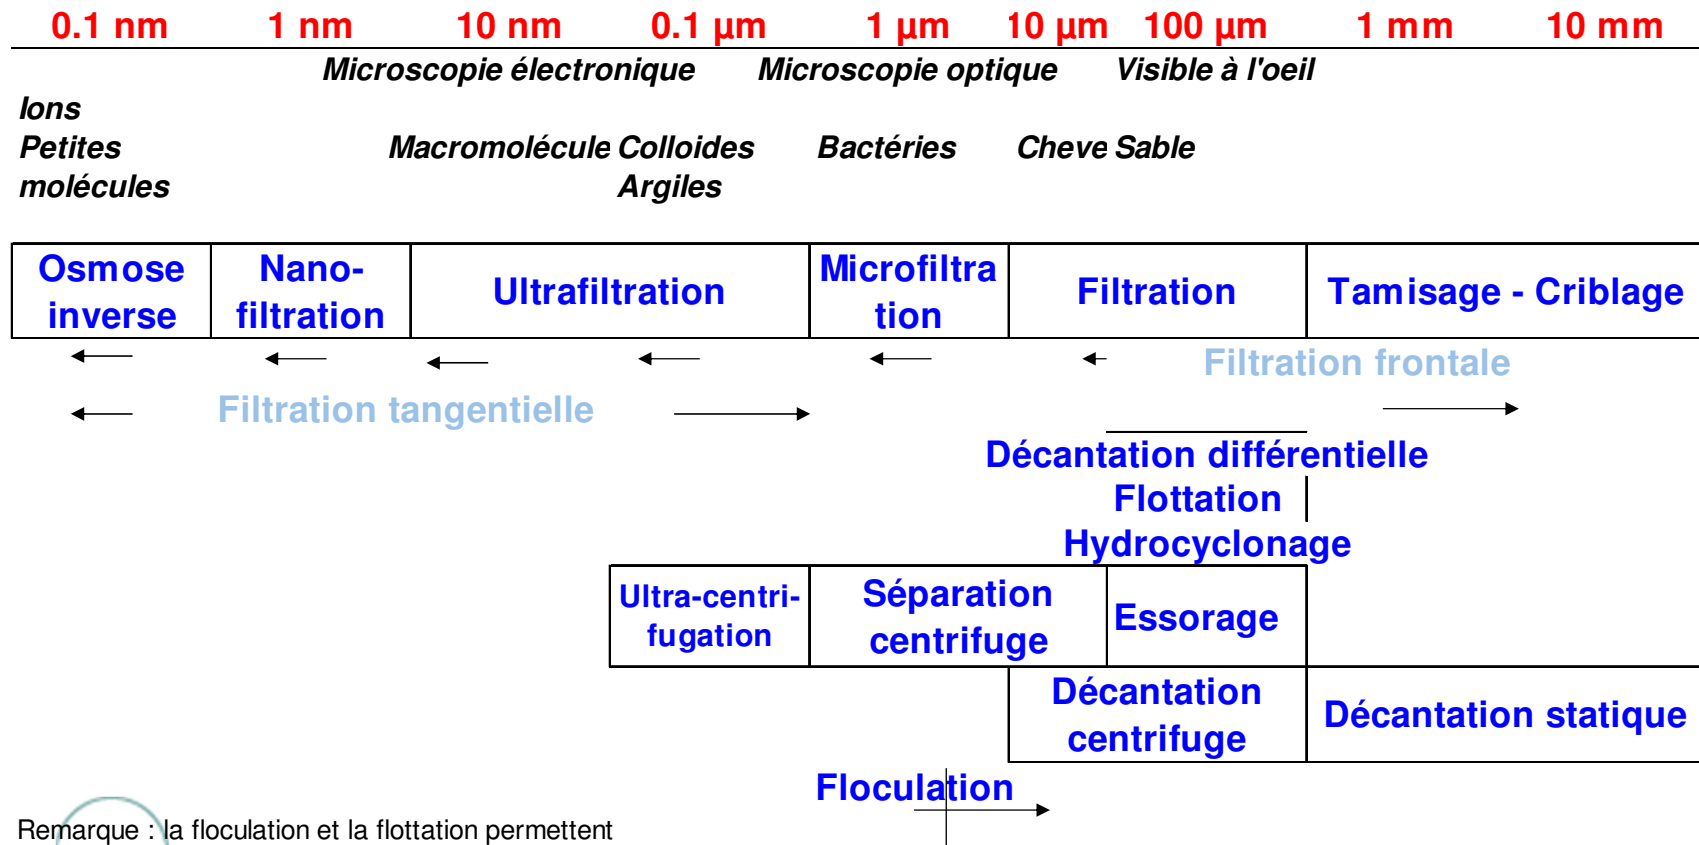 0.1 nm 1 nm 10 nm 0.1 µm 1 µm 10 µm 100 µm 1 mm 10 mm
Microscopie électronique Microscopie optique Visible à l'oeil
Ions
Petites Macromolécule Colloides Bactéries Cheve Sable
molécules Argiles
Osmose Nano- Ultrafiltration Microfiltra Filtration Tamisage - Criblage
inverse filtration tion
Filtration frontale
Filtration tangentielle
Décantation différentielle
Flottation
Hydrocyclonage
Ultra-centri- Séparation Essorage
fugation centrifuge
Décantation Décantation statique
centrifuge
Floculation
Remarque : la floculation et la flottation permettent